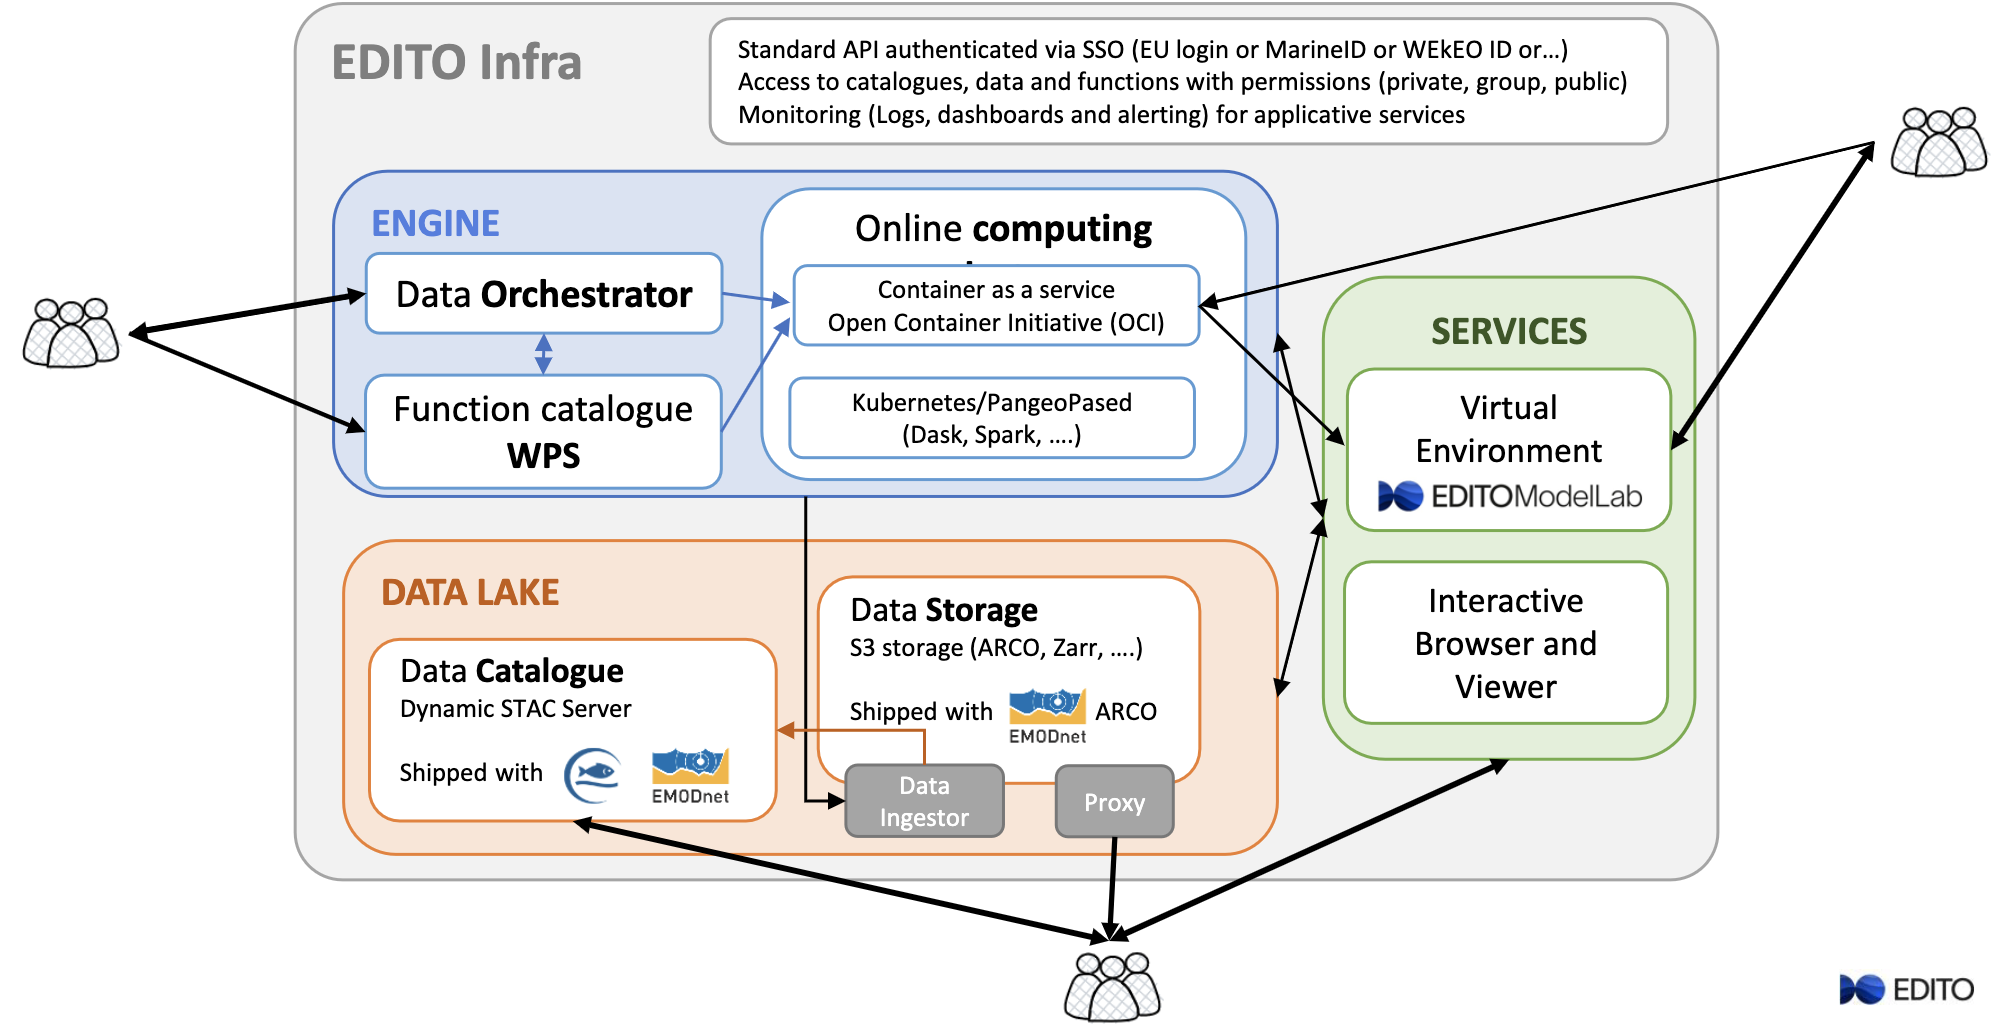 EDITO Infra
Standard API authenticated via SSO (EU login or MarineID or WEkEO ID or...)
Access to catalogues, data and functions with permissions (private, group, public)
Monitoring (Logs, dashboards and alerting) for applicative services
ENGINE
Data Orchestrator
Function catalogue
WPS
Online computing
Container as a service
Open Container Initiative (OCI)
Kubernetes/PangeoPased
(Dask, Spark, ....)
SERVICES
Virtual
Environment
EDITOModelLab
Interactive
Browser and
Viewer
DATA LAKE
Data Catalogue
Dynamic STAC Server
Shipped with
EMODnet
Data Storage
S3 storage (ARCO, Zarr, ....)
Shipped with EMODnet ARCO
Data
Ingestor
Proxy
EDITO